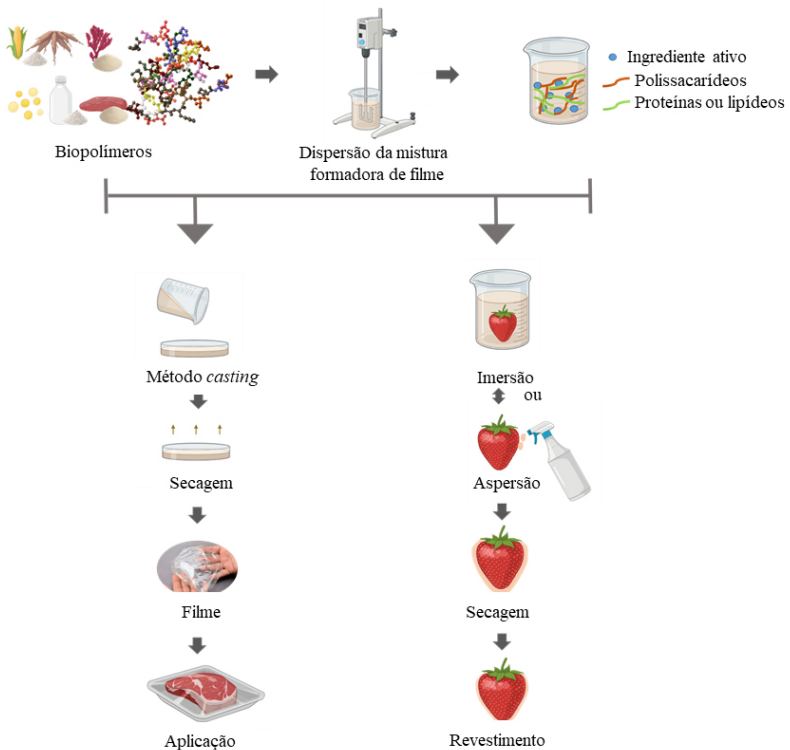 Ingrediente ativo
Polissacarídeos
Proteínas ou lipídeos
Biopolímeros
Dispersão da mistura
formadora de filme
Método casting
Secagem
Filme
Aplicação
Imersão
ou
Aspersão
Secagem
Revestimento